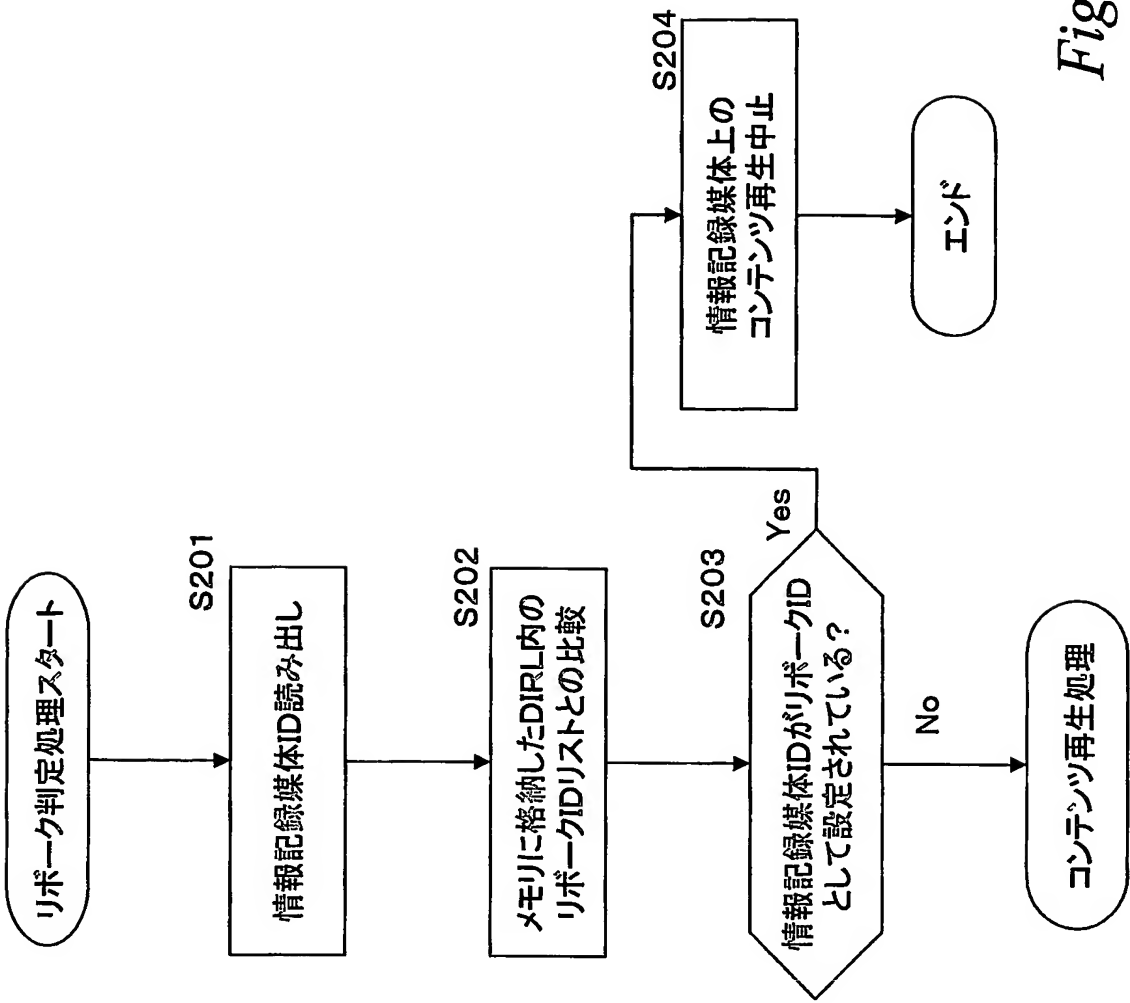 リボーク判定処理スタート
S201
情報記録媒体ID読み出し
S202
メモリに格納したDIRL内の
リボークIDリストとの比較
S203
情報記録媒体IDがリボークID
として設定されている?
Yes
No
コンテンツ再生処理
S204
情報記録媒体上の
コンテンツ再生中止
エンド
Fig